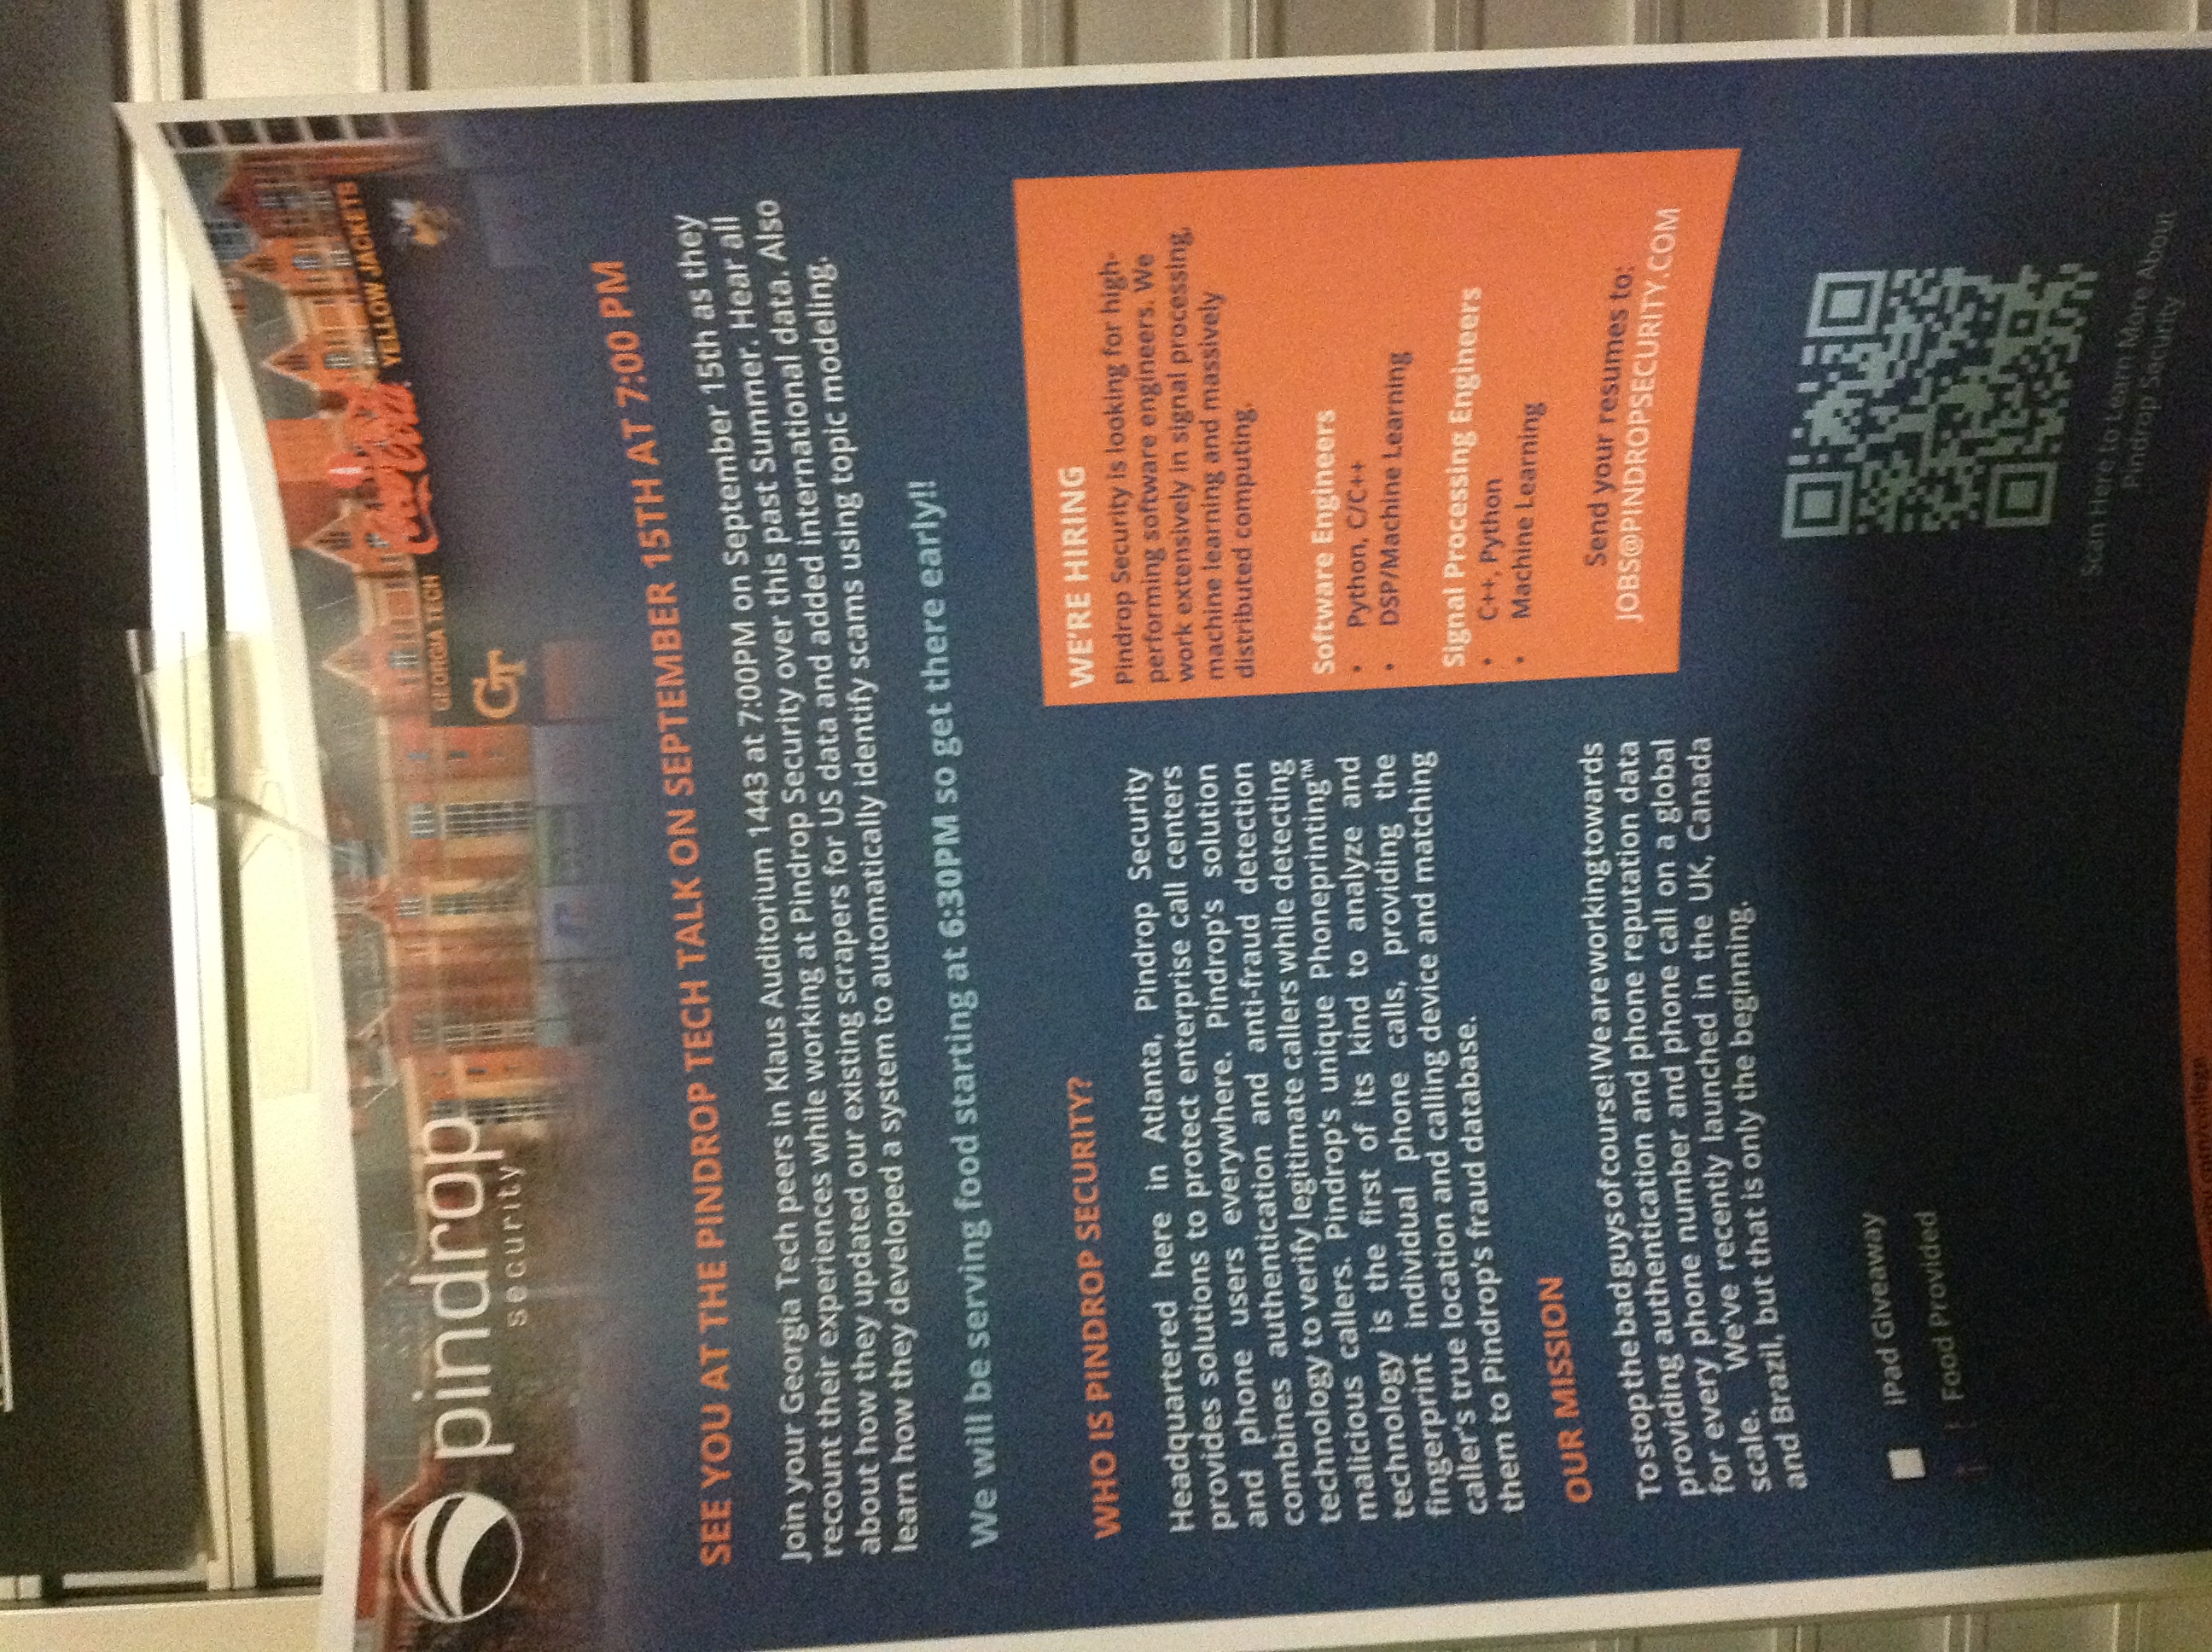 pindrop
security
GEORGIA TECH
GT
Coca-Cola
YELLOW JACKETS
SEE YOU AT THE PINDROP TECH TALK ON SEPTEMBER 15TH AT 7:00 PM
Join your Georgia Tech peers in Klaus Auditorium 1443 at 7:00PM on September 15th as they
recount their experiences while working at Pindrop Security over this past Summer. Hear all
about how they updated our existing scrapers for US data and added international data. Also
learn how they developed a system to automatically identify scams using topic modeling.
We will be serving food starting at 6:30PM so get there early!!
WHO IS PINDROP SECURITY?
Headquartered here in Atlanta, Pindrop Security
provides solutions to protect enterprise call centers
and phone users everywhere. Pindrop's solution
combines authentication and anti-fraud detection
technology to verify legitimate callers while detecting
malicious callers. Pindrop's unique Phoneprinting™
technology is the first of its kind to analyze and
fingerprint individual phone calls, providing the
caller's true location and calling device and matching
them to Pindrop's fraud database.
OUR MISSION
To stop the bad guys of course! We are working towards
providing authentication and phone reputation data
for every phone number and phone call on a global
scale. We've recently launched in the UK, Canada
and Brazil, but that is only the beginning.
iPad Giveaway
Food Provided
WE'RE HIRING
Pindrop Security is looking for high-
performing software engineers. We
work extensively in signal processing,
machine learning and massively
distributed computing.
Software Engineers
• Python, C/C++
• DSP/Machine Learning
Signal Processing Engineers
• C++, Python
• Machine Learning
Send your resumes to:
JOBS@PINDROPSECURITY.COM
Scan Here to Learn More About
Pindrop Security